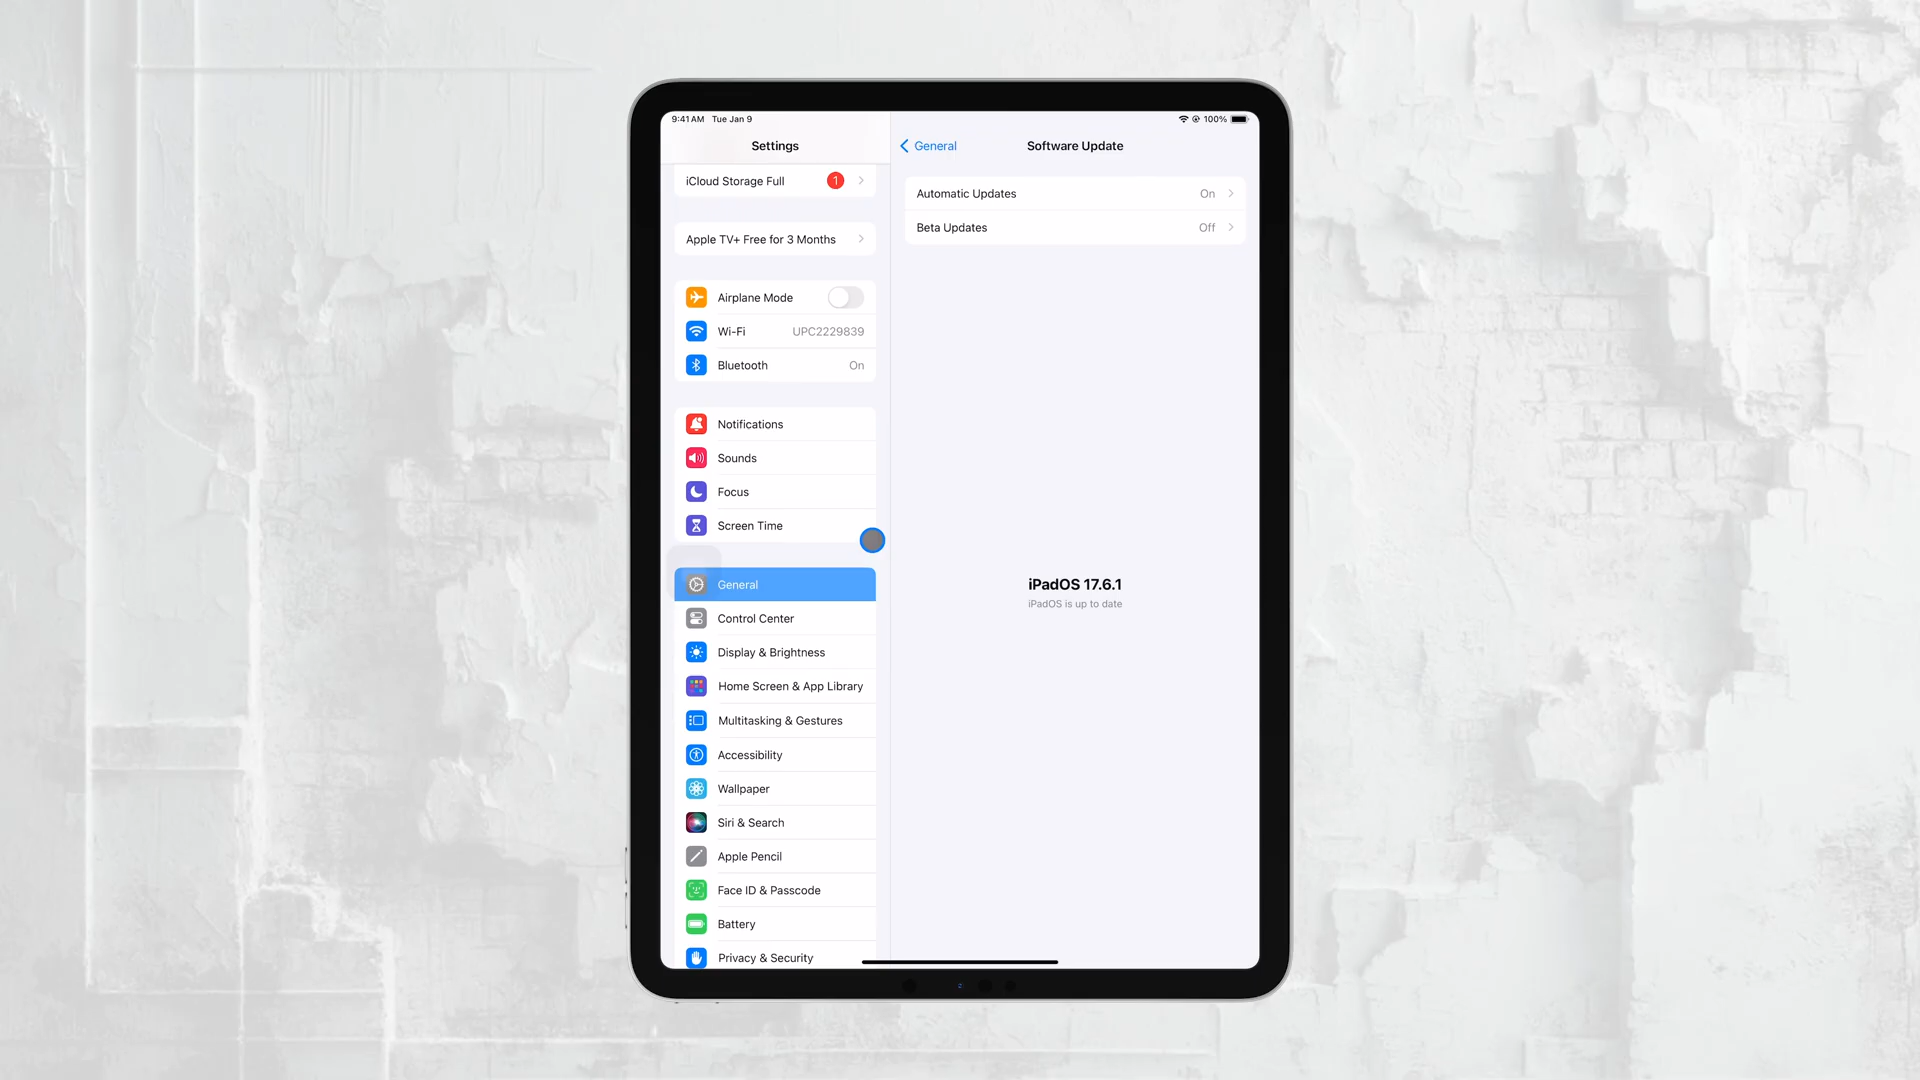 9:41 AM Tue Jan 9
100%
Settings
iCloud Storage Full 1
Apple TV+ Free for 3 Months
Airplane Mode
Wi-Fi UPC2229839
Bluetooth On
Notifications
Sounds
Focus
Screen Time
General
Control Center
Display & Brightness
Home Screen & App Library
Multitasking & Gestures
Accessibility
Wallpaper
Siri & Search
Apple Pencil
Face ID & Passcode
Battery
Privacy & Security
General
Software Update
Automatic Updates On
Beta Updates Off
iPadOS 17.6.1
iPadOS is up to date